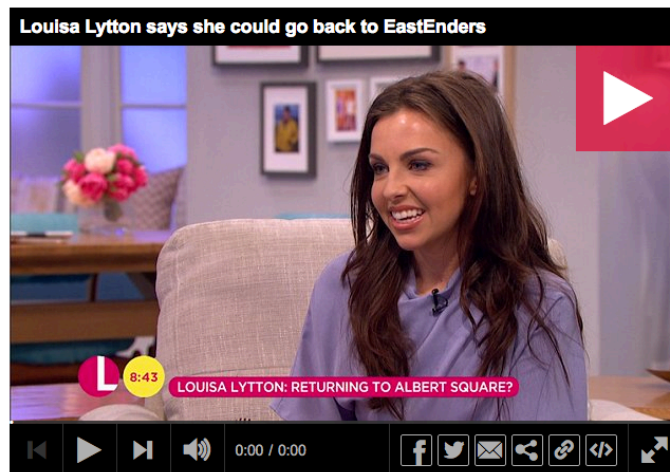 Louisa Lytton says she could go back to EastEnders
L
8:43
LOUISA LYTTON: RETURNING TO ALBERT SQUARE?
0:00 / 0:00